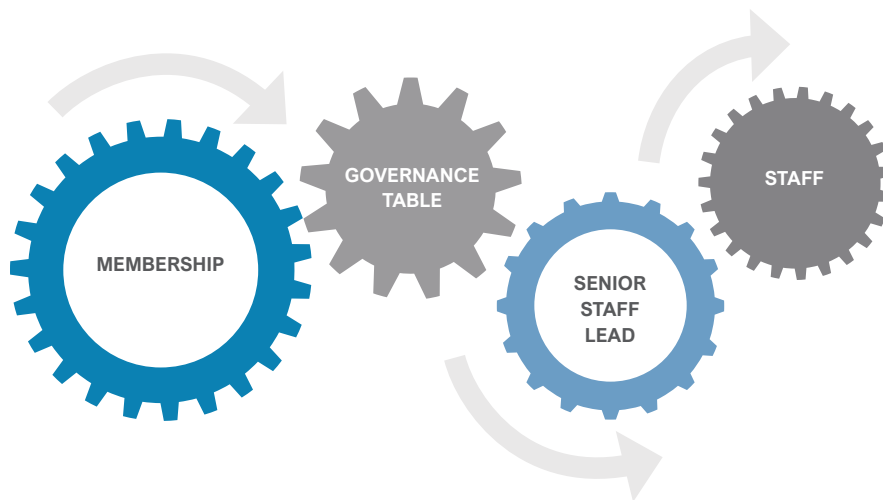 MEMBERSHIP
GOVERNANCE
TABLE
SENIOR
STAFF
LEAD
STAFF